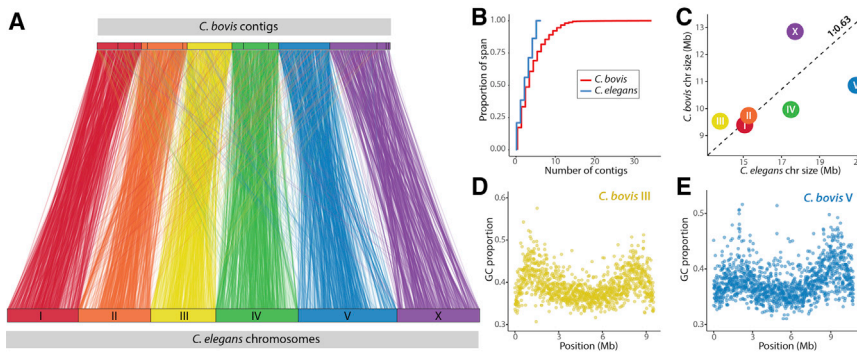 A
C. bovis contigs
I II III IV V X
C. elegans chromosomes
B
Proportion of span
1.00
0.75
0.50
0.25
0.00
C. bovis
C. elegans
0 10 20 30
Number of contigs
C
C. bovis chr size (Mb)
13
12
11
10
9
X
1:0.63
V
III
II
I
IV
15 17 19 21
C. elegans chr size (Mb)
D
C. bovis III
GC proportion
0.6
0.5
0.4
0.3
0 3 6 9
Position (Mb)
E
C. bovis V
GC proportion
0.5
0.4
0.3
0 3 6 9
Position (Mb)